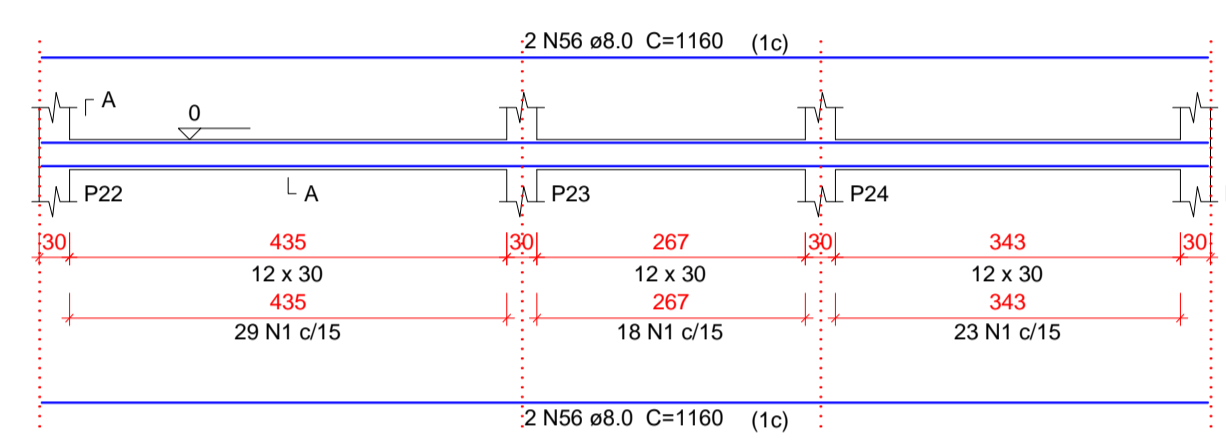 2 N56 ø8.0 C=1160 (1c)
A
0
P22
A
P23
P24
30 435 30 267 30 343 30
12 x 30 12 x 30 12 x 30
435 267 343
29 N1 c/15 18 N1 c/15 23 N1 c/15
2 N56 ø8.0 C=1160 (1c)